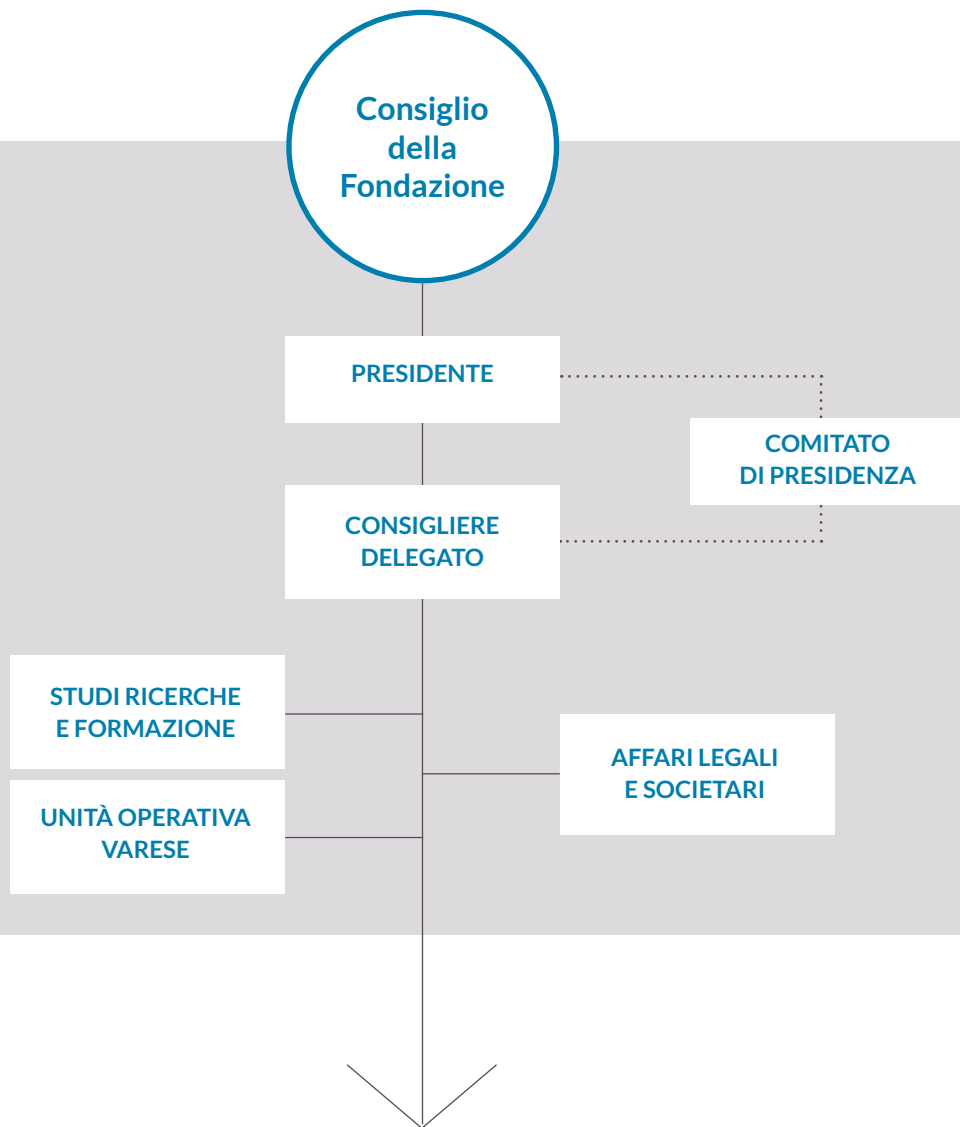 Consiglio
della
Fondazione
PRESIDENTE
COMITATO
DI PRESIDENZA
CONSIGLIERE
DELEGATO
STUDI RICERCHE
E FORMAZIONE
AFFARI LEGALI
E SOCIETARI
UNITÀ OPERATIVA
VARESE